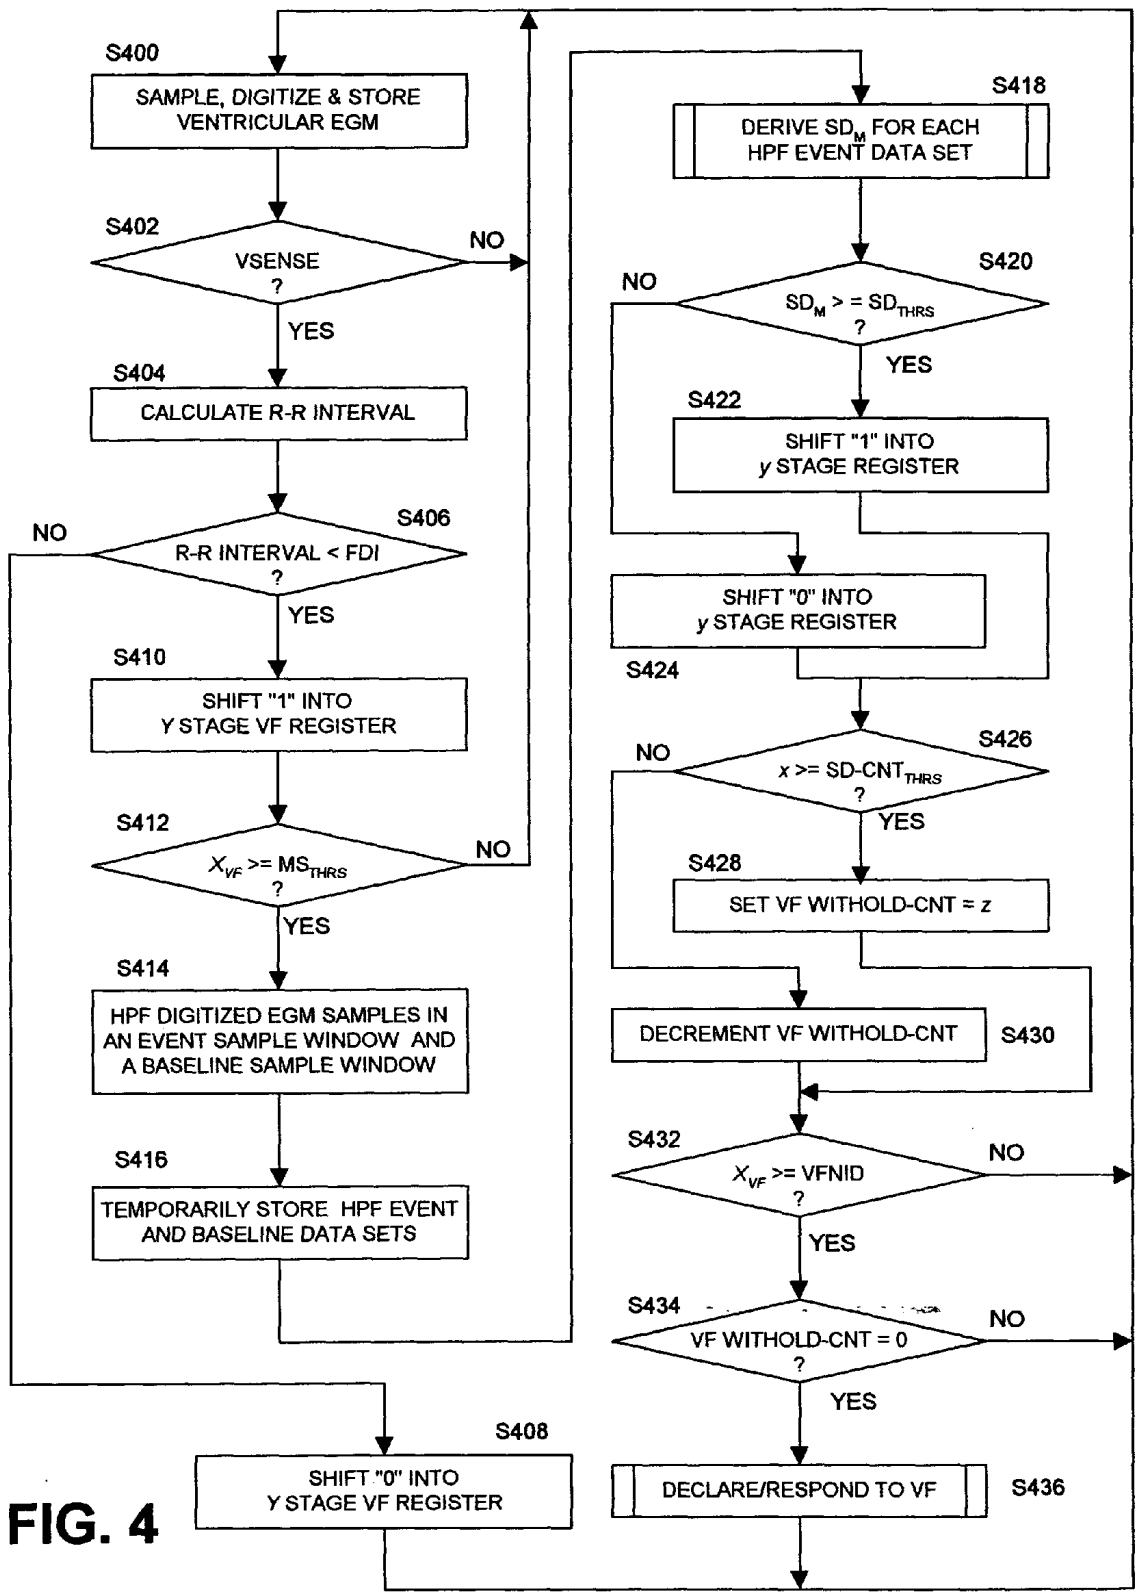 S400
SAMPLE, DIGITIZE & STORE
VENTRICULAR EGM
S402
VSENSE
?
NO
YES
S404
CALCULATE R-R INTERVAL
S406
NO
R-R INTERVAL < FDI
?
YES
S410
SHIFT "1" INTO
Y STAGE VF REGISTER
S412
X_VF >= MS_THRS
?
NO
YES
S414
HPF DIGITIZED EGM SAMPLES IN
AN EVENT SAMPLE WINDOW AND
A BASELINE SAMPLE WINDOW
S416
TEMPORARILY STORE HPF EVENT
AND BASELINE DATA SETS
S408
SHIFT "0" INTO
Y STAGE VF REGISTER
S418
DERIVE SD_M FOR EACH
HPF EVENT DATA SET
S420
NO
SD_M > = SD_THRS
?
YES
S422
SHIFT "1" INTO
y STAGE REGISTER
SHIFT "0" INTO
y STAGE REGISTER
S424
S426
NO
x >= SD-CNT_THRS
?
YES
S428
SET VF WITHOLD-CNT = z
DECREMENT VF WITHOLD-CNT
S430
S432
X_VF >= VFNID
?
NO
YES
S434
VF WITHOLD-CNT = 0
?
NO
YES
DECLARE/RESPOND TO VF
S436
FIG. 4